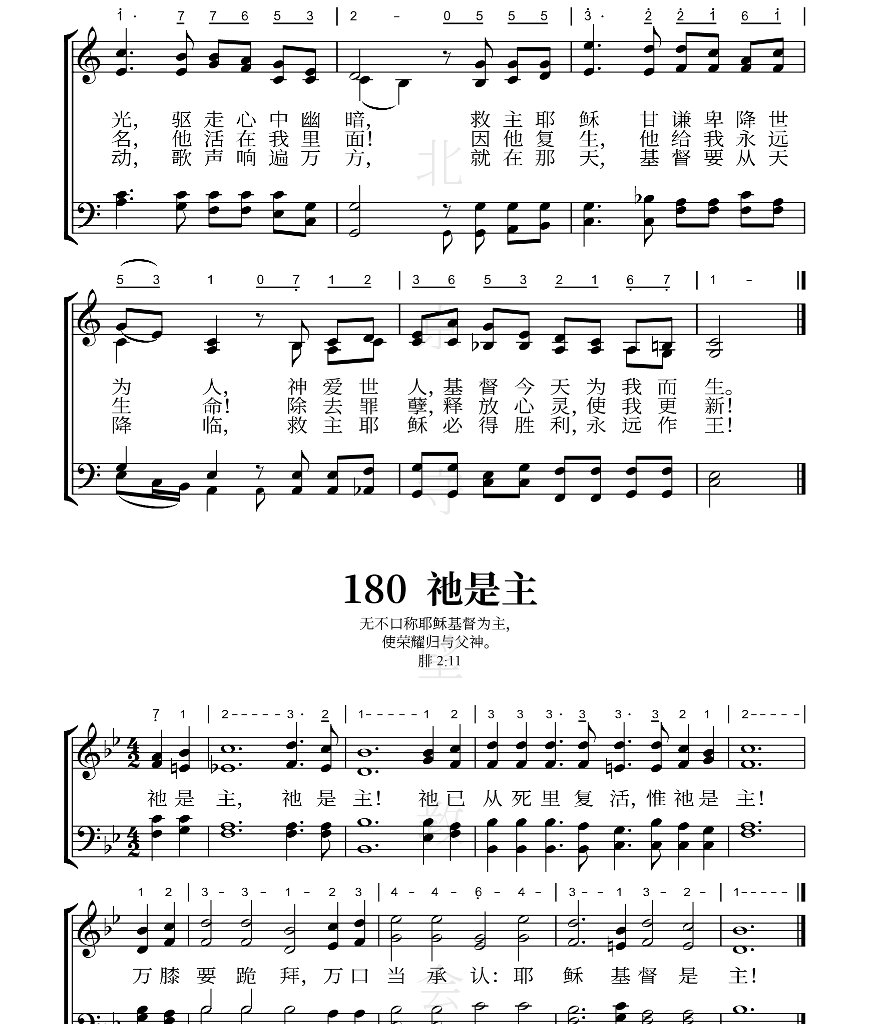 1· 7 7 6 5 3 2 - 0 5 5 5 3· 2 2 1 6 1
光， 驱 走 心 中 幽 暗， 救 主 耶 稣 甘 谦 卑 降 世
名， 他 活 在 我 里 面！ 因 他 复 生， 他 给 我 永 远
动， 歌 声 响 遍 万 方， 就 在 那 天， 基 督 要 从 天
5 3 1 0 7 1 2 3 6 5 3 2 1 6 7 1 -
为 人， 神 爱 世 人，基 督 今 天 为 我 而 生。
生 命！ 除 去 罪 孽，释 放 心 灵，使 我 更 新！
降 临， 救 主 耶 稣 必 得 胜 利，永 远 作 王！
180 祂是主
无不口称耶稣基督为主，
使荣耀归与父神。
腓 2:11
7 1 2----- 3· 2 1----- 1 2 3 3 3· 3 3· 3 2 1 2-----
4/2
祂 是 主， 祂 是 主！ 祂 已 从 死 里 复 活，惟 祂 是 主！
4/2
1 2 3 - 3 - 1 - 2 3 4 - 4 - 6 - 4 - 3 - - 1 3 - 2 - 1-----
万 膝 要 跪 拜，万 口 当 承 认：耶 稣 基 督 是 主！
北京守望教会